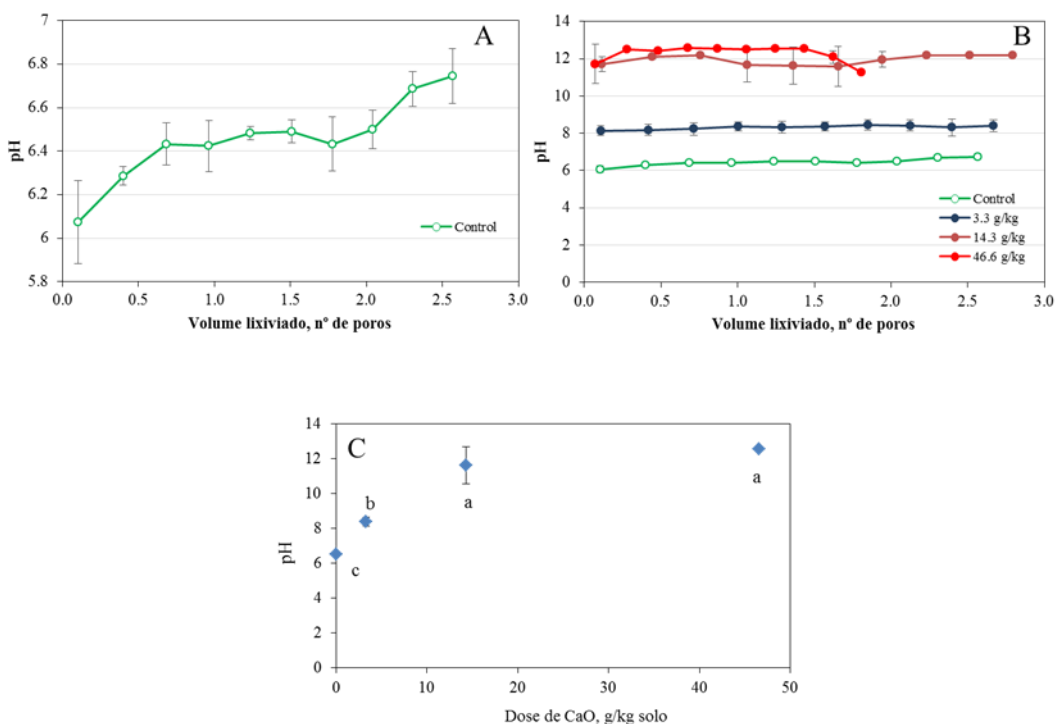 A
7
6.8
6.6
6.4
6.2
6
5.8
pH
0.0 0.5 1.0 1.5 2.0 2.5 3.0
Volume lixiviado, nº de poros
Control
B
14
12
10
8
6
4
2
0
pH
0.0 0.5 1.0 1.5 2.0 2.5 3.0
Volume lixiviado, nº de poros
Control
3.3 g/kg
14.3 g/kg
46.6 g/kg
C
14
12
10
8
6
4
2
0
pH
c
b
a
a
0 10 20 30 40 50
Dose de CaO, g/kg solo